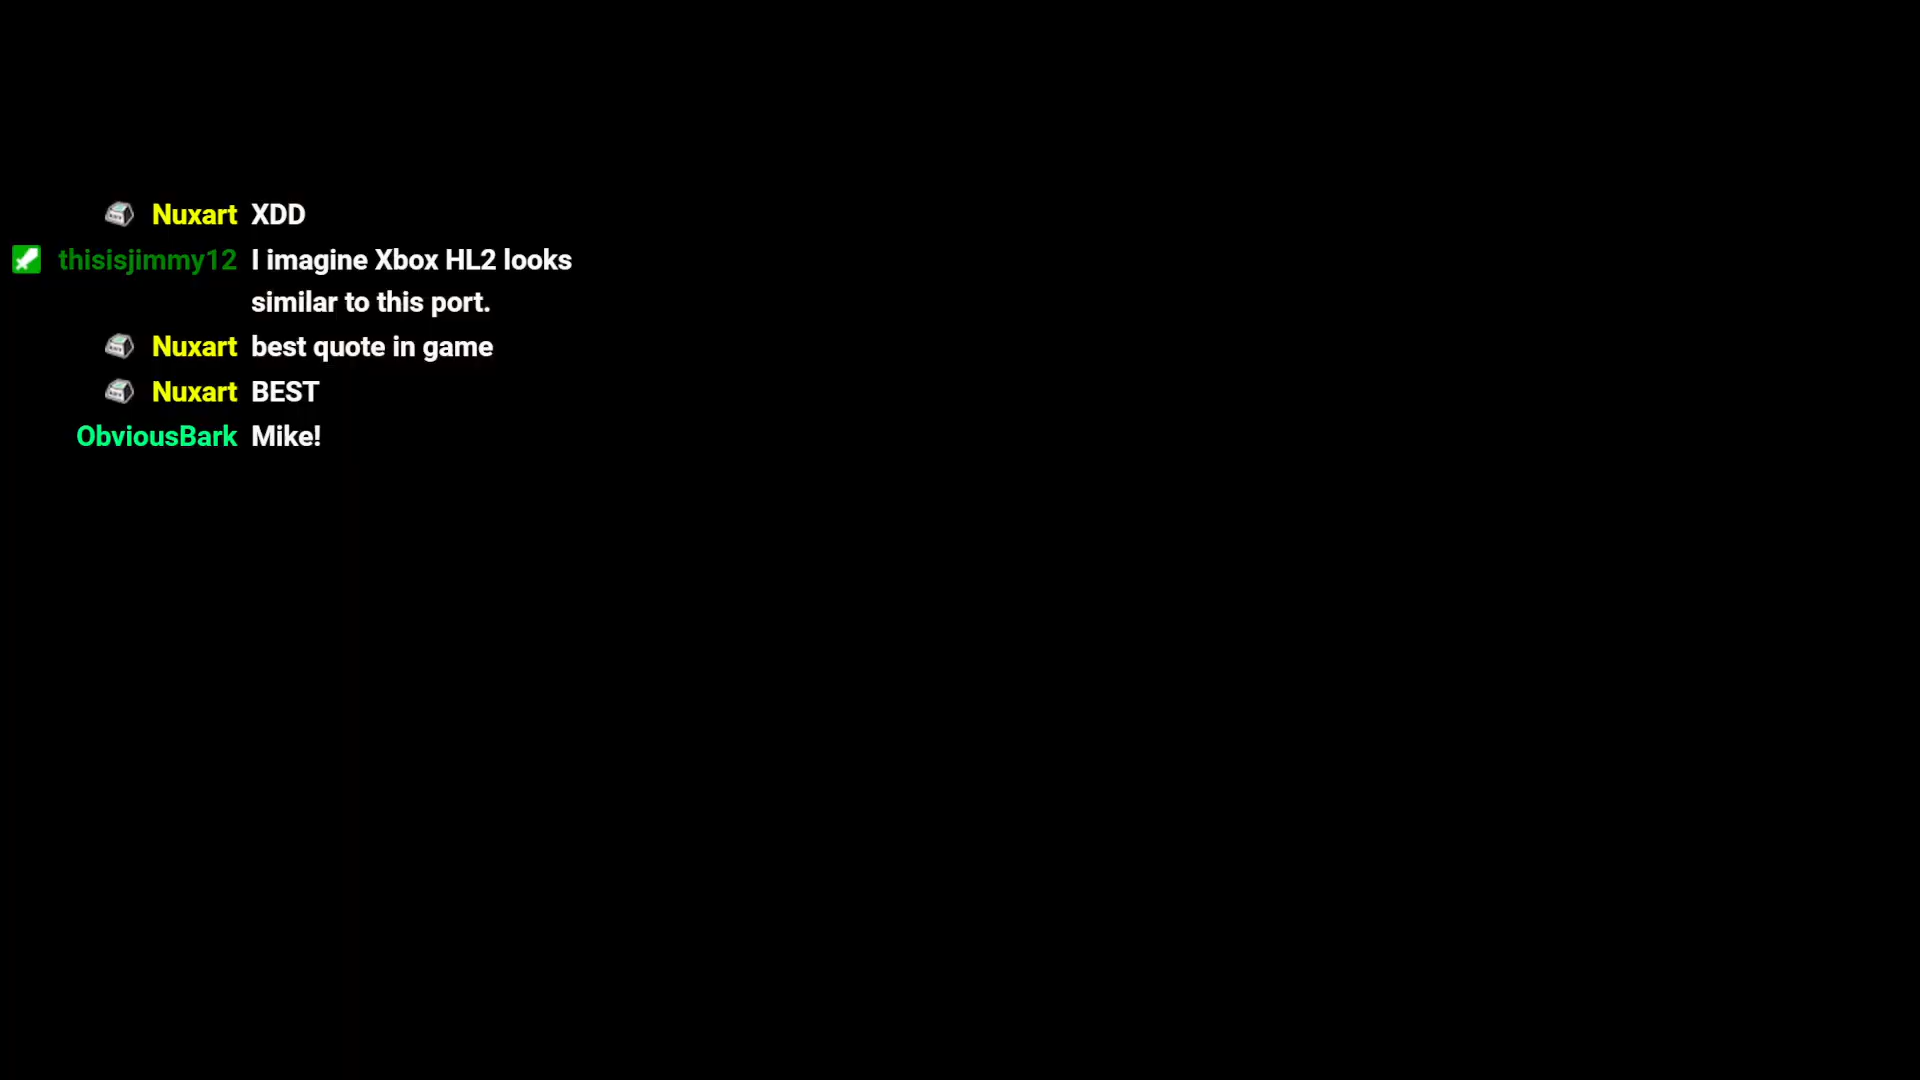 Nuxart XDD
thisisjimmy12 I imagine Xbox HL2 looks
similar to this port.
Nuxart best quote in game
Nuxart BEST
ObviousBark Mike!